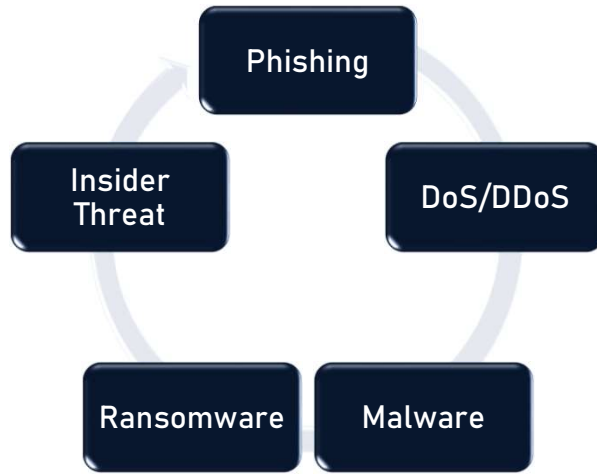 Phishing
DoS/DDoS
Malware
Ransomware
Insider
Threat